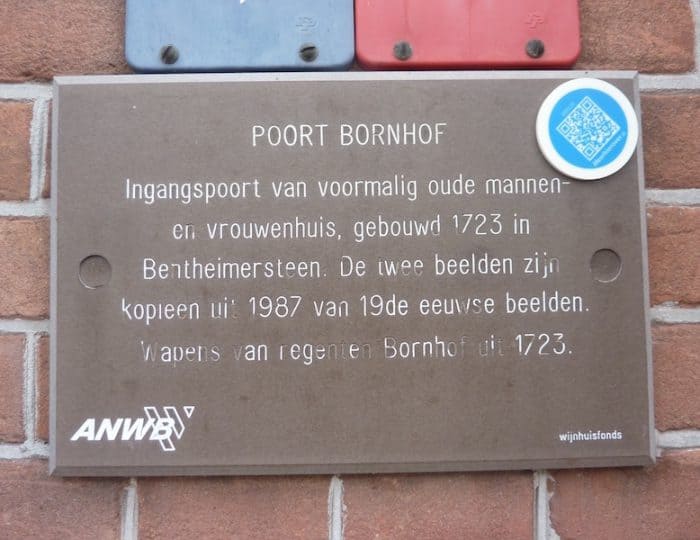 POORT BORNHOF
Ingangspoort van voormalig oude mannen-
en vrouwenhuis, gebouwd 1723 in
Bentheimersteen. De twee beelden zijn
kopieen uit 1987 van 19de eeuwse beelden.
Wapens van regenten Bornhof uit 1723.
ANWB
wijnhuisfonds